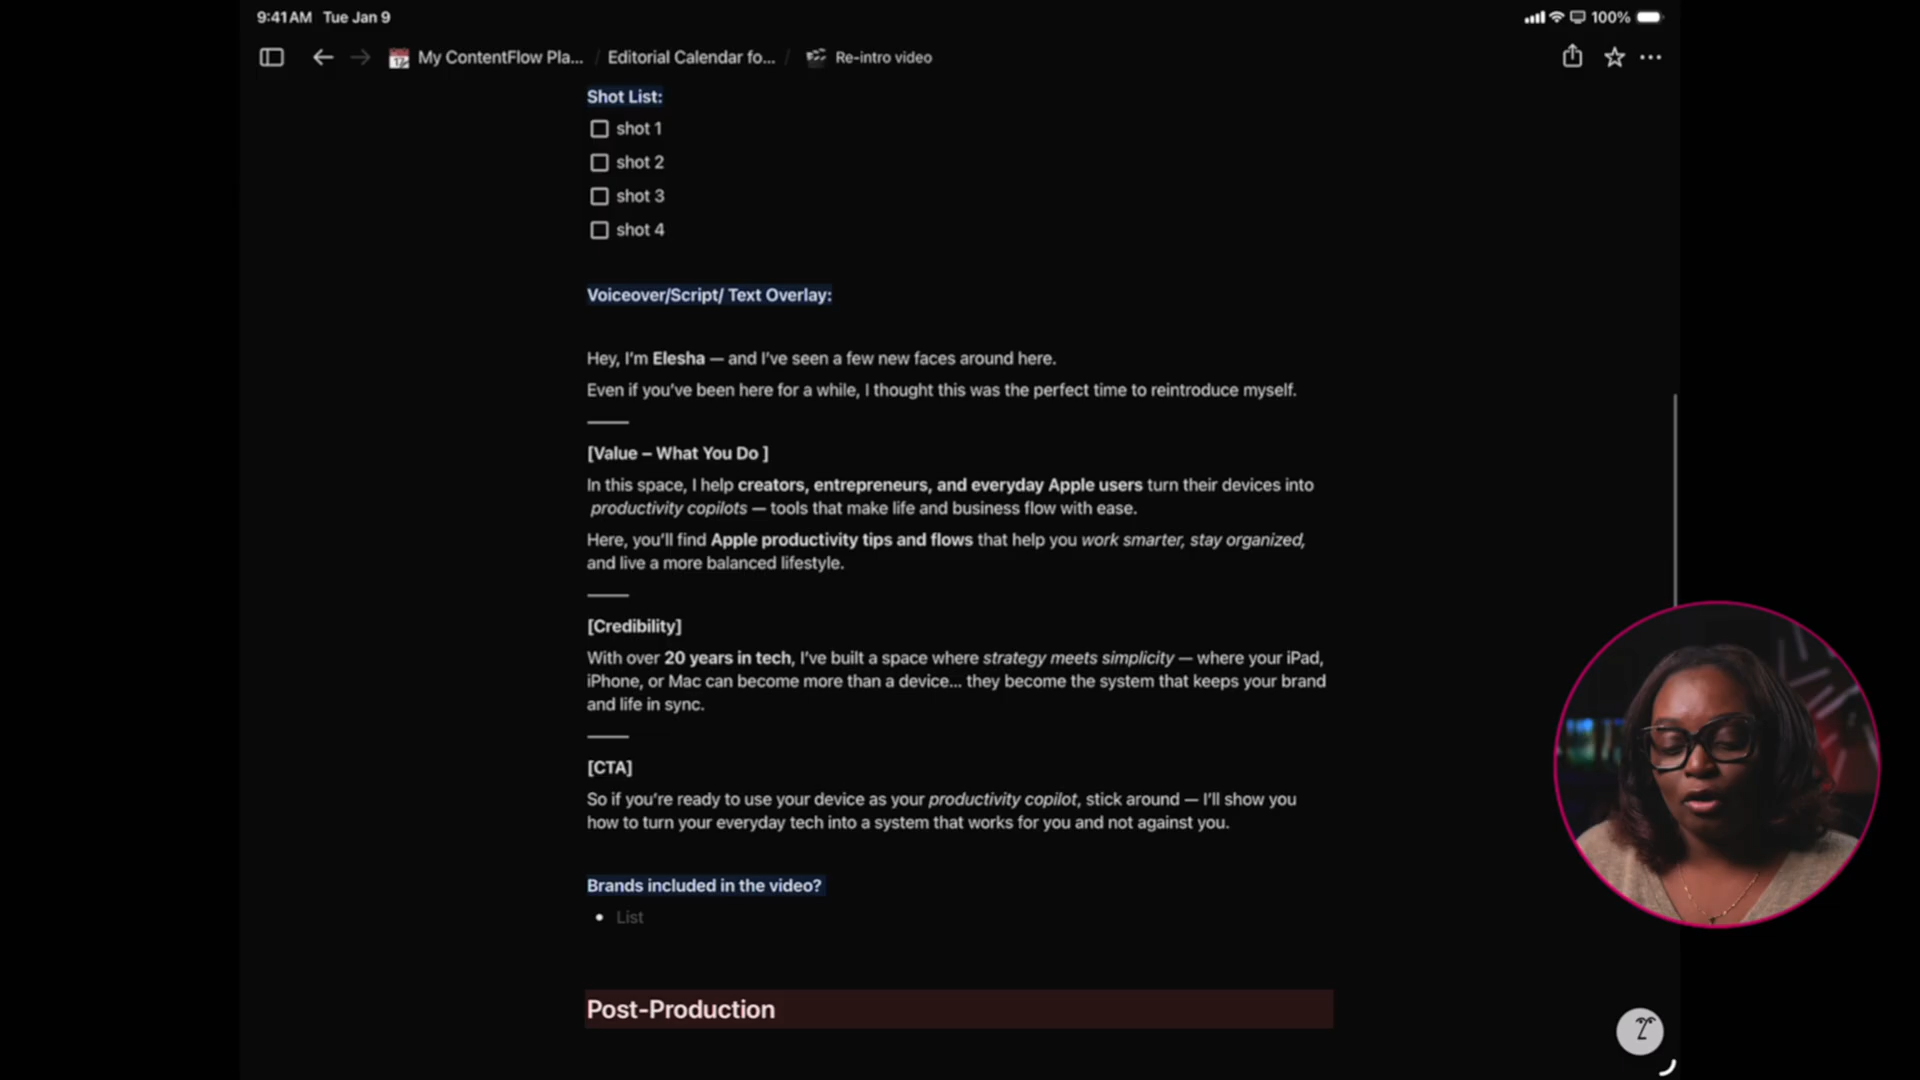 9:41 AM Tue Jan 9
100%
My ContentFlow Pla... / Editorial Calendar fo... / Re-intro video
Shot List:
shot 1
shot 2
shot 3
shot 4
Voiceover/Script/ Text Overlay:
Hey, I'm Elesha — and I've seen a few new faces around here.
Even if you've been here for a while, I thought this was the perfect time to reintroduce myself.
[Value – What You Do ]
In this space, I help creators, entrepreneurs, and everyday Apple users turn their devices into
productivity copilots — tools that make life and business flow with ease.
Here, you'll find Apple productivity tips and flows that help you work smarter, stay organized,
and live a more balanced lifestyle.
[Credibility]
With over 20 years in tech, I've built a space where strategy meets simplicity — where your iPad,
iPhone, or Mac can become more than a device... they become the system that keeps your brand
and life in sync.
[CTA]
So if you're ready to use your device as your productivity copilot, stick around — I'll show you
how to turn your everyday tech into a system that works for you and not against you.
Brands included in the video?
• List
Post-Production